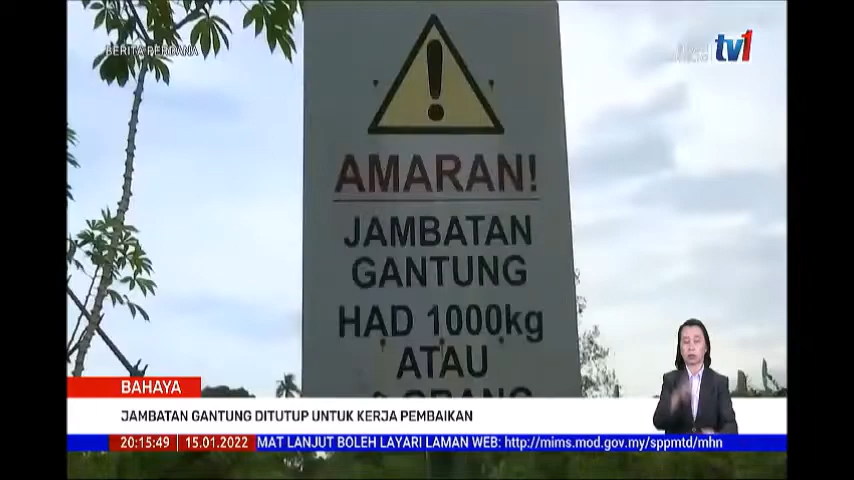 BERITA PERDANA
tv1
AMARAN!
JAMBATAN
GANTUNG
HAD 1000kg
ATAU
ORANG
BAHAYA
JAMBATAN GANTUNG DITUTUP UNTUK KERJA PEMBAIKAN
20:15:49 15.01.2022 MAT LANJUT BOLEH LAYARI LAMAN WEB: http://mims.mod.gov.my/sppmtd/mhn